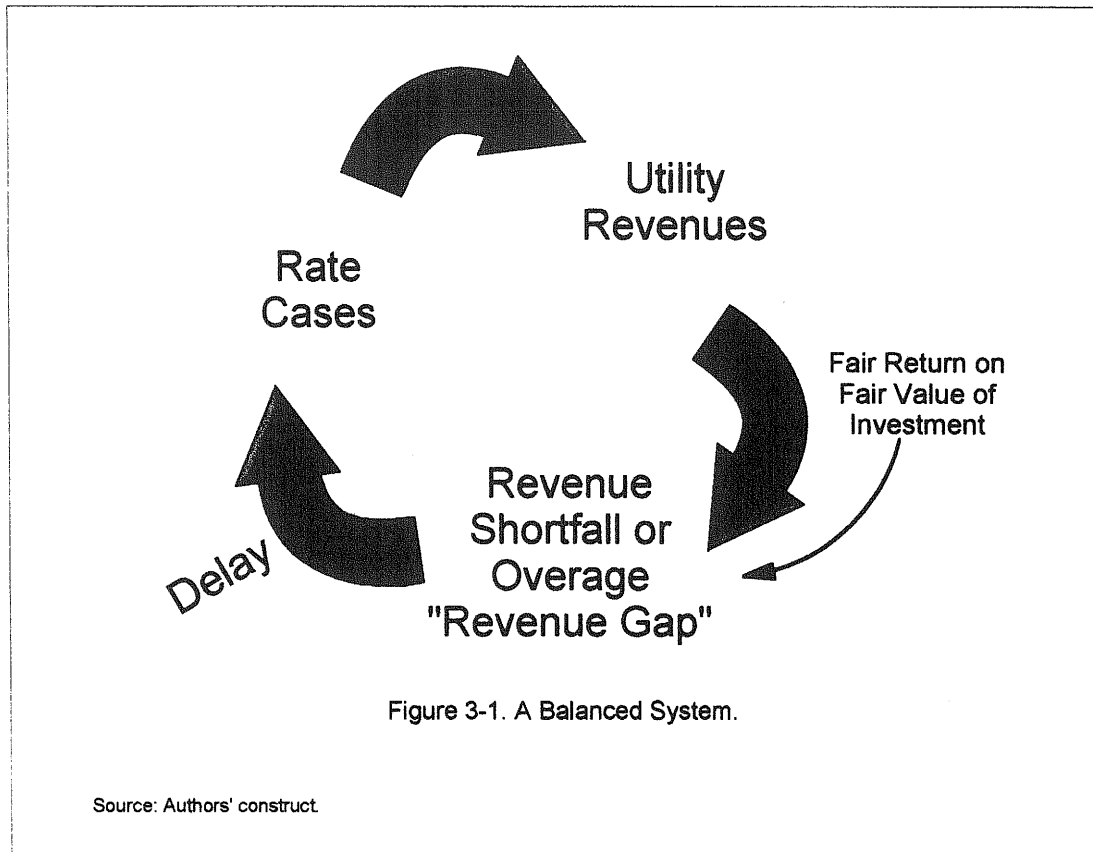 Utility
Revenues
Rate
Cases
Fair Return on
Fair Value of
Investment
Revenue
Shortfall or
Overage
"Revenue Gap"
Delay
Figure 3-1. A Balanced System.
Source: Authors' construct.